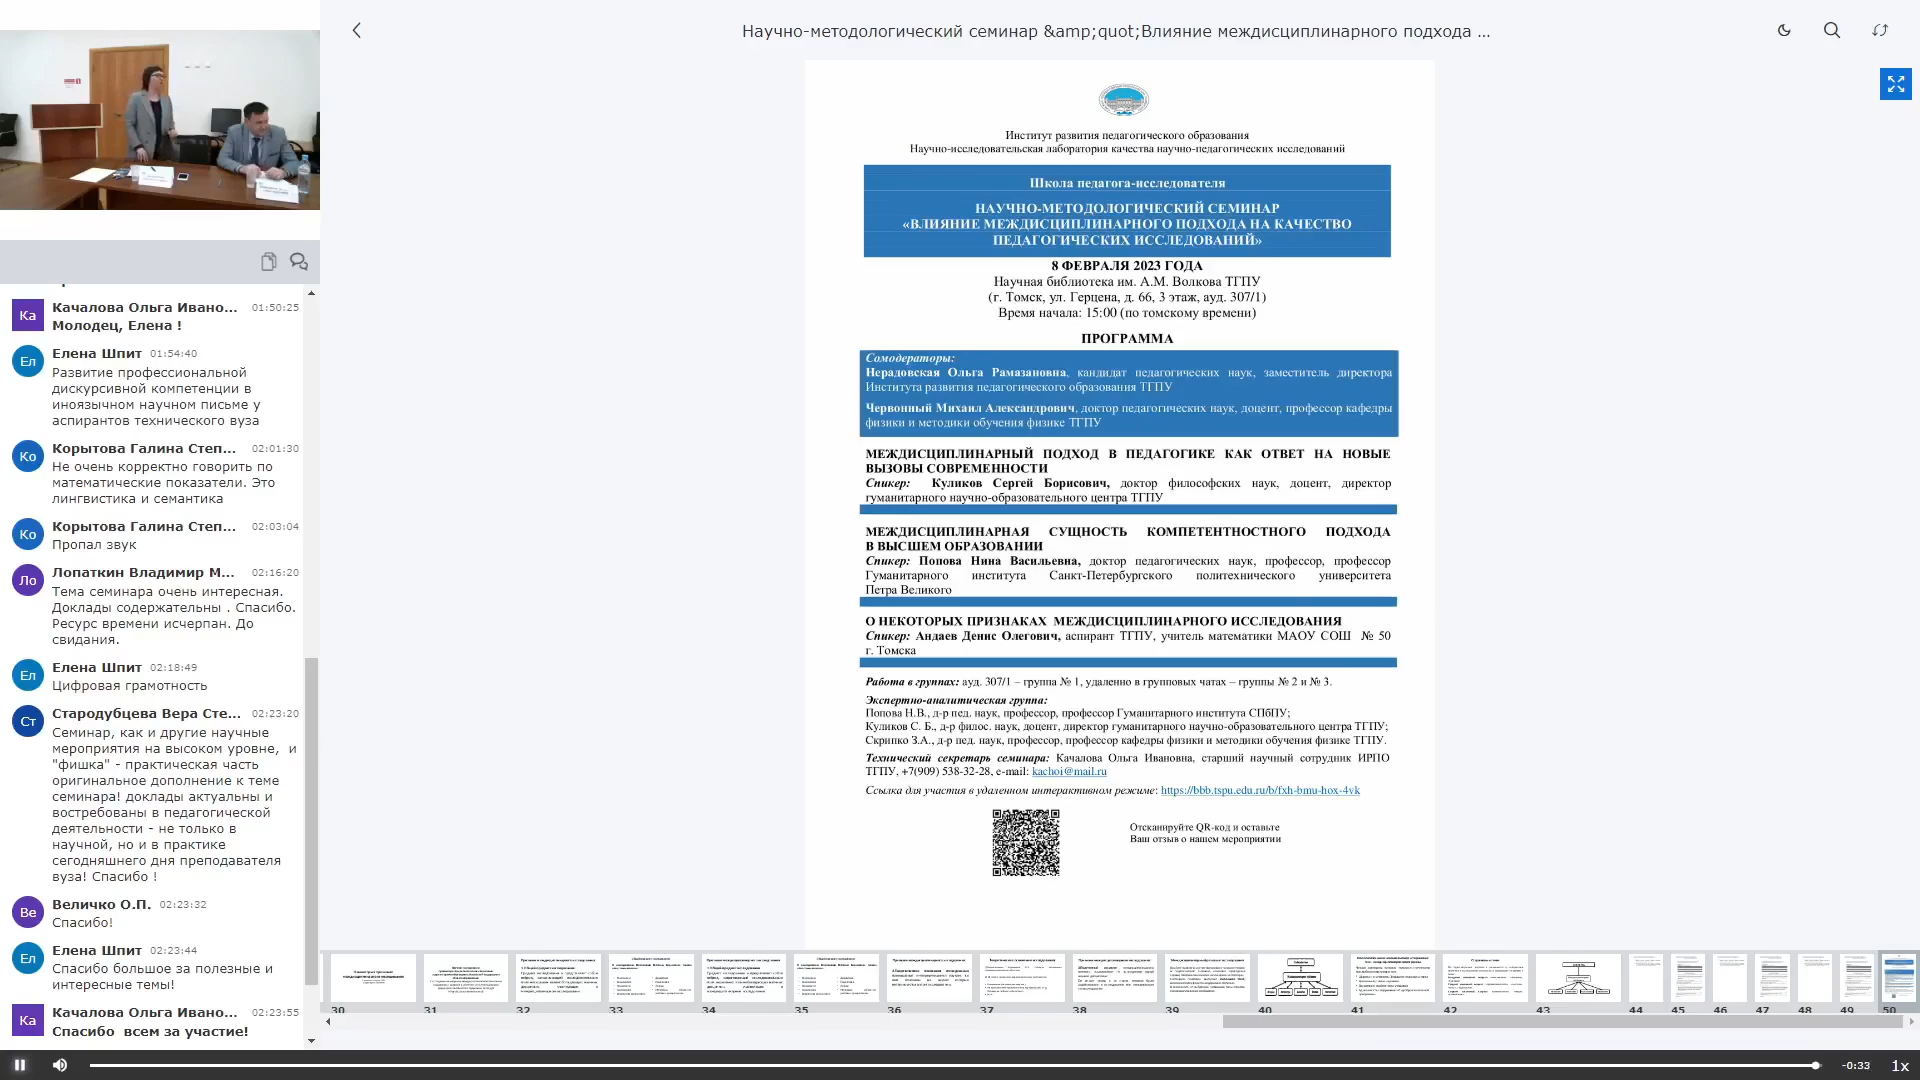 Научно-методологический семинар &amp;quot;Влияние междисциплинарного подхода ...
Ка
Качалова Ольга Ивано... 01:50:25
Молодец, Елена !
Ел
Елена Шпит 01:54:40
Развитие профессиональной
дискурсивной компетенции в
иноязычном научном письме у
аспирантов технического вуза
Ко
Корытова Галина Степ... 02:01:30
Не очень корректно говорить по
математические показатели. Это
лингвистика и семантика
Ко
Корытова Галина Степ... 02:03:04
Пропал звук
Ло
Лопаткин Владимир М... 02:16:20
Тема семинара очень интересная.
Доклады содержательны . Спасибо.
Ресурс времени исчерпан. До
свидания.
Ел
Елена Шпит 02:18:49
Цифровая грамотность
Ст
Стародубцева Вера Сте... 02:23:20
Семинар, как и другие научные
мероприятия на высоком уровне, и
"фишка" - практическая часть
оригинальное дополнение к теме
семинара! доклады актуальны и
востребованы в педагогической
деятельности - не только в
научной, но и в практике
сегодняшнего дня преподавателя
вуза! Спасибо !
Ве
Величко О.П. 02:23:32
Спасибо!
Ел
Елена Шпит 02:23:44
Спасибо большое за полезные и
интересные темы!
Ка
Качалова Ольга Ивано... 02:23:55
Спасибо всем за участие!
Институт развития педагогического образования
Научно-исследовательская лаборатория качества научно-педагогических исследований
Школа педагога-исследователя
НАУЧНО-МЕТОДОЛОГИЧЕСКИЙ СЕМИНАР
«ВЛИЯНИЕ МЕЖДИСЦИПЛИНАРНОГО ПОДХОДА НА КАЧЕСТВО
ПЕДАГОГИЧЕСКИХ ИССЛЕДОВАНИЙ»
8 ФЕВРАЛЯ 2023 ГОДА
Научная библиотека им. А.М. Волкова ТГПУ
(г. Томск, ул. Герцена, д. 66, 3 этаж, ауд. 307/1)
Время начала: 15:00 (по томскому времени)
ПРОГРАММА
Сомодераторы:
Нерадовская Ольга Рамазановна, кандидат педагогических наук, заместитель директора
Института развития педагогического образования ТГПУ
Червонный Михаил Александрович, доктор педагогических наук, доцент, профессор кафедры
физики и методики обучения физике ТГПУ
МЕЖДИСЦИПЛИНАРНЫЙ ПОДХОД В ПЕДАГОГИКЕ КАК ОТВЕТ НА НОВЫЕ
ВЫЗОВЫ СОВРЕМЕННОСТИ
Спикер: Куликов Сергей Борисович, доктор философских наук, доцент, директор
гуманитарного научно-образовательного центра ТГПУ
МЕЖДИСЦИПЛИНАРНАЯ СУЩНОСТЬ КОМПЕТЕНТНОСТНОГО ПОДХОДА
В ВЫСШЕМ ОБРАЗОВАНИИ
Спикер: Попова Нина Васильевна, доктор педагогических наук, профессор, профессор
Гуманитарного института Санкт-Петербургского политехнического университета
Петра Великого
О НЕКОТОРЫХ ПРИЗНАКАХ МЕЖДИСЦИПЛИНАРНОГО ИССЛЕДОВАНИЯ
Спикер: Андаев Денис Олегович, аспирант ТГПУ, учитель математики МАОУ СОШ № 50
г. Томска
Работа в группах: ауд. 307/1 – группа № 1, удаленно в групповых чатах – группы № 2 и № 3.
Экспертно-аналитическая группа:
Попова Н.В., д-р пед. наук, профессор, профессор Гуманитарного института СПбПУ;
Куликов С. Б., д-р филос. наук, доцент, директор гуманитарного научно-образовательного центра ТГПУ;
Скрипко З.А., д-р пед. наук, профессор, профессор кафедры физики и методики обучения физике ТГПУ.
Технический секретарь семинара: Качалова Ольга Ивановна, старший научный сотрудник ИРПО
ТГПУ, +7(909) 538-32-28, e-mail: kachoi@mail.ru
Ссылка для участия в удаленном интерактивном режиме: https://bbb.tspu.edu.ru/b/fxh-bmu-hox-4vk
Отсканируйте QR-код и оставьте
Ваш отзыв о нашем мероприятии
30 31 32 33 34 35 36 37 38 39 40 41 42 43 44 45 46 47 48 49 50
-0:33 1x